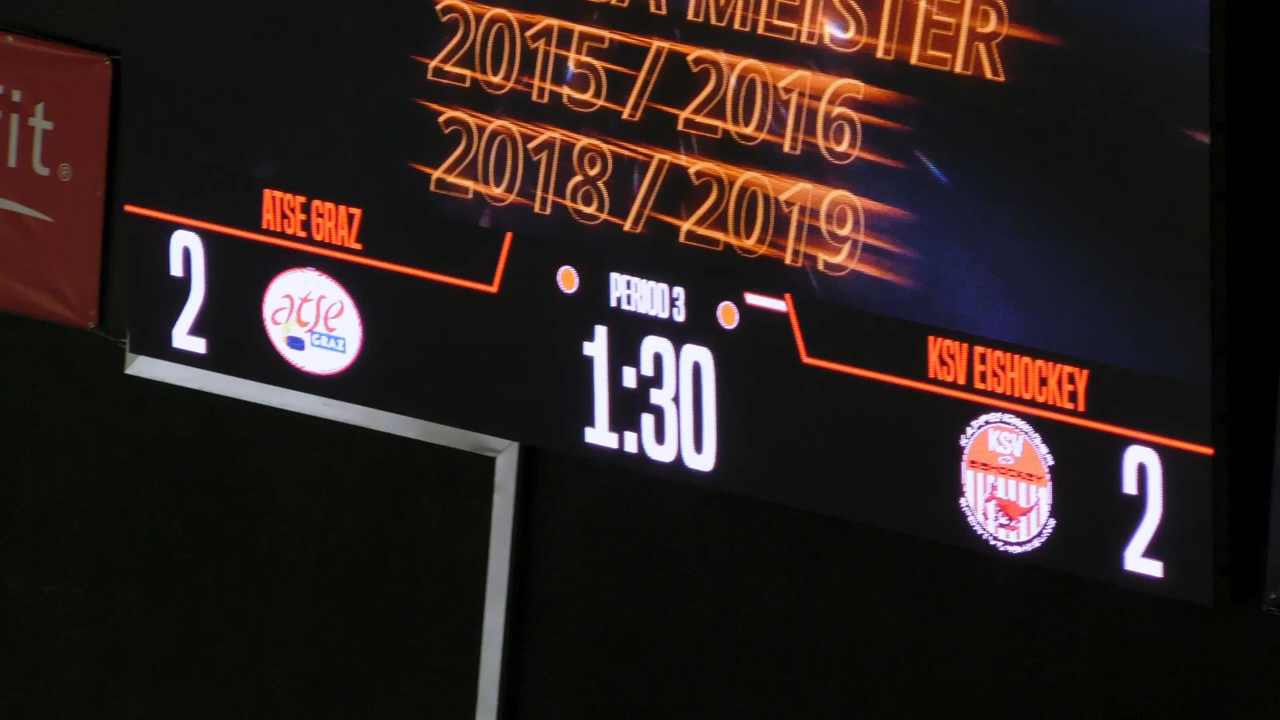 MEISTER
2015 / 2016
2018 / 2019
fit®
ATSE GRAZ
2
atse
GRAZ
PERIOD 3
1:30
KSV EISHOCKEY
KSV
EISHOCKEY
2